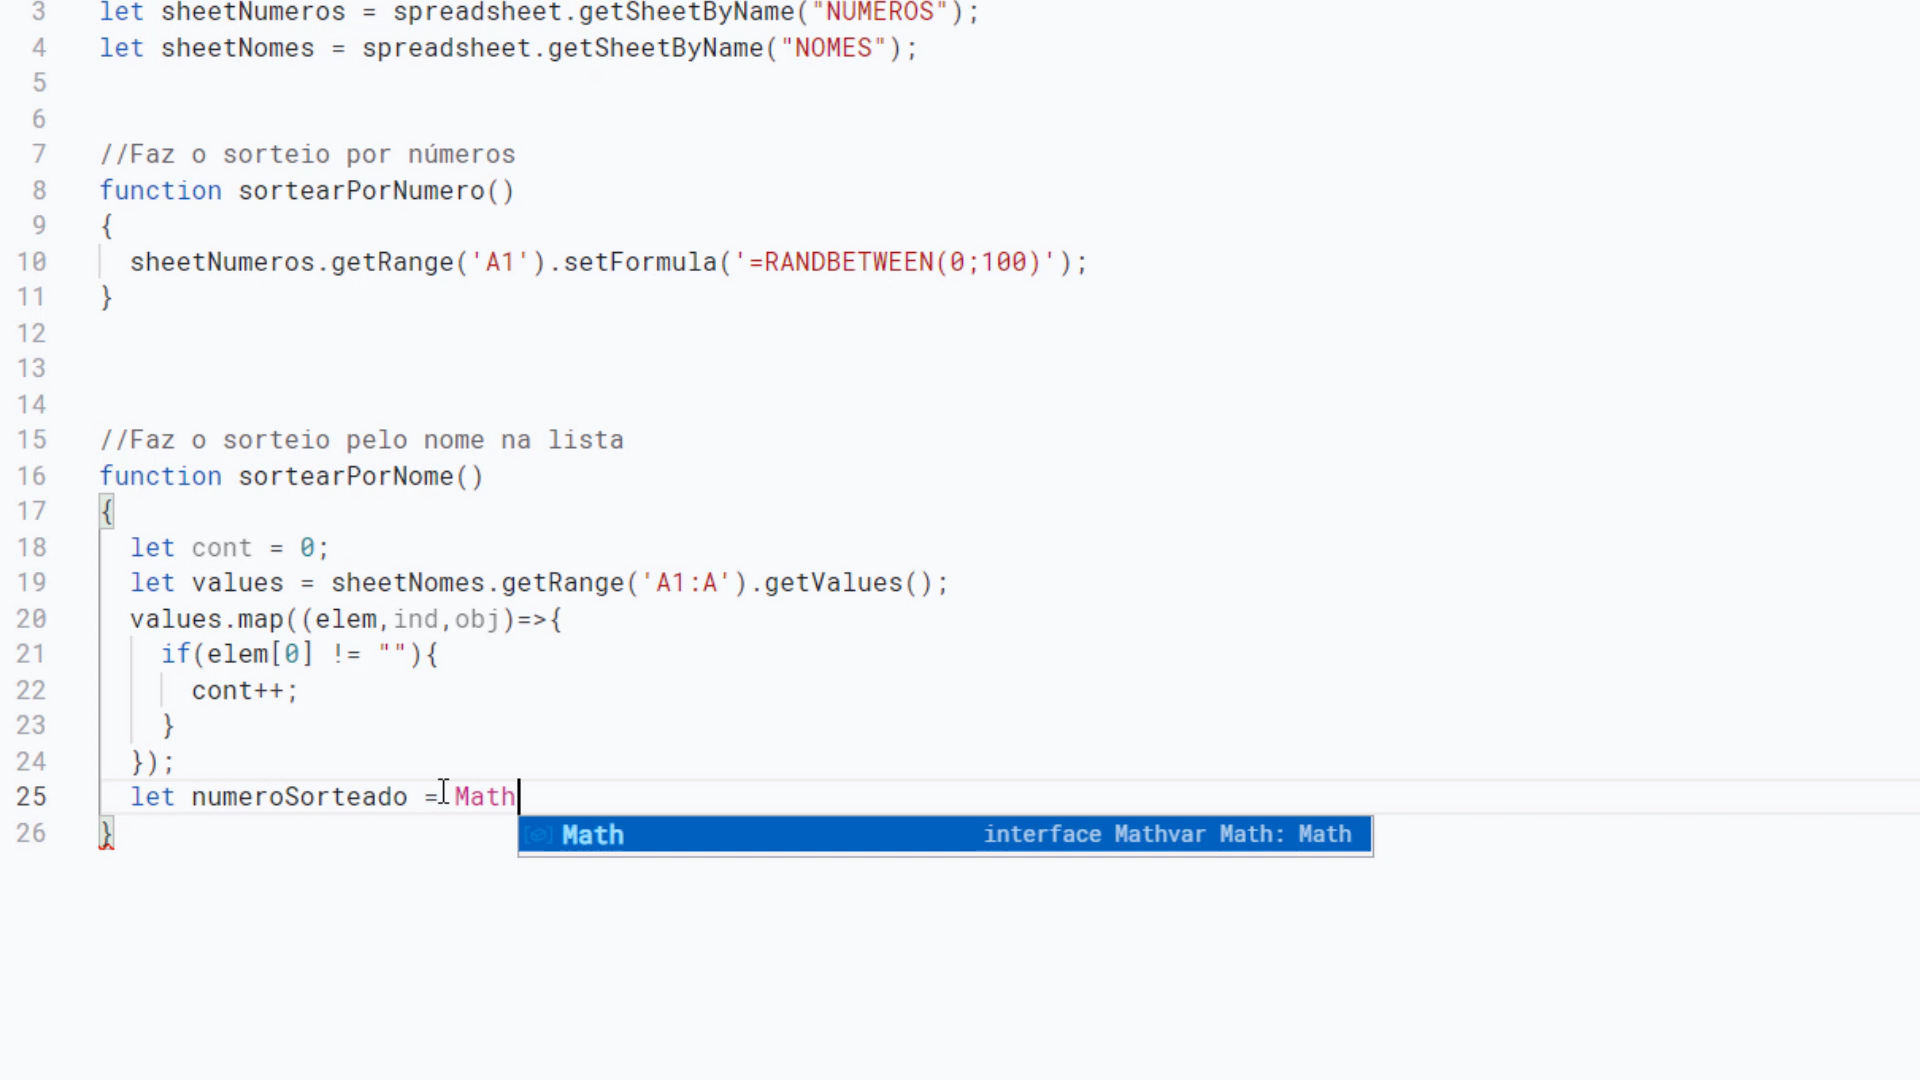 3 let sheetNumeros = spreadsheet.getSheetByName("NUMEROS");
4 let sheetNomes = spreadsheet.getSheetByName("NOMES");
5
6
7 //Faz o sorteio por números
8 function sortearPorNumero()
9 {
10 sheetNumeros.getRange('A1').setFormula('=RANDBETWEEN(0;100)');
11 }
12
13
14
15 //Faz o sorteio pelo nome na lista
16 function sortearPorNome()
17 {
18 let cont = 0;
19 let values = sheetNomes.getRange('A1:A').getValues();
20 values.map((elem,ind,obj)=>{
21 if(elem[0] != ""){
22 cont++;
23 }
24 });
25 let numeroSorteado = Math
Math interface Mathvar Math: Math
26 }